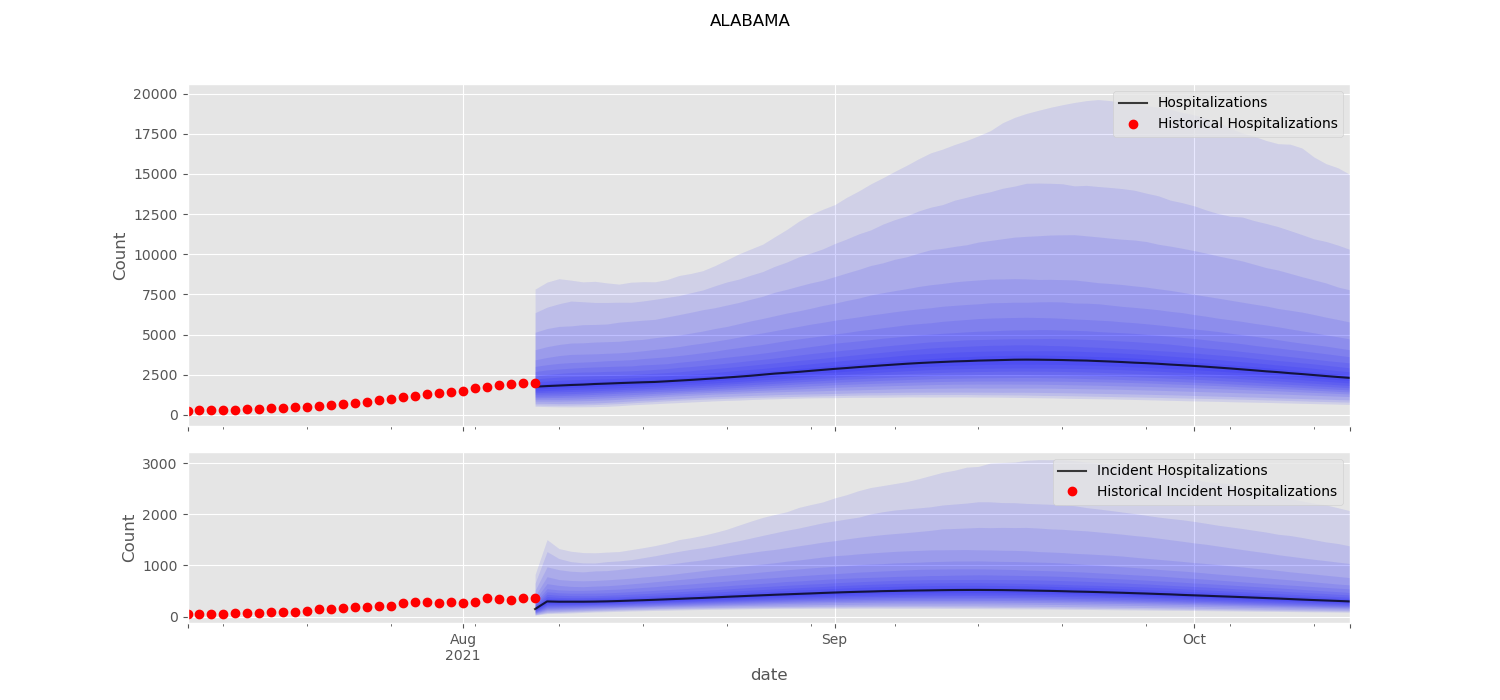 ALABAMA
20000
17500
15000
12500
10000
7500
5000
2500
0
Count
Hospitalizations
Historical Hospitalizations
3000
2000
1000
0
Count
Incident Hospitalizations
Historical Incident Hospitalizations
Aug
2021
Sep
Oct
date